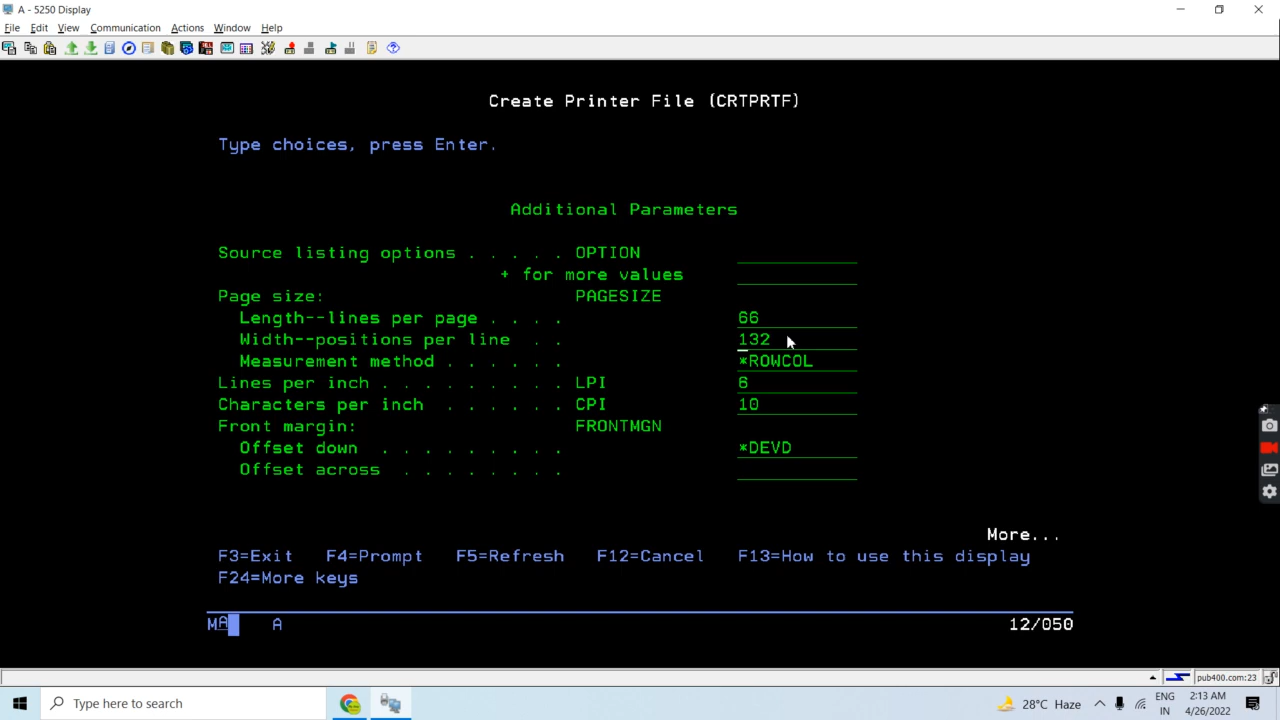 A - 5250 Display
File Edit View Communication Actions Window Help
Create Printer File (CRTPRTF)
Type choices, press Enter.
Additional Parameters
Source listing options . . . . . OPTION
+ for more values
Page size: PAGESIZE
Length--lines per page . . . . 66
Width--positions per line . . 132
Measurement method . . . . . . *ROWCOL
Lines per inch . . . . . . . . . LPI 6
Characters per inch . . . . . . CPI 10
Front margin: FRONTMGN
Offset down . . . . . . . . . *DEVD
Offset across . . . . . . . .
More...
F3=Exit F4=Prompt F5=Refresh F12=Cancel F13=How to use this display
F24=More keys
MA A 12/050
pub400.com:23
Type here to search
28°C Haze
ENG
IN
2:13 AM
4/26/2022